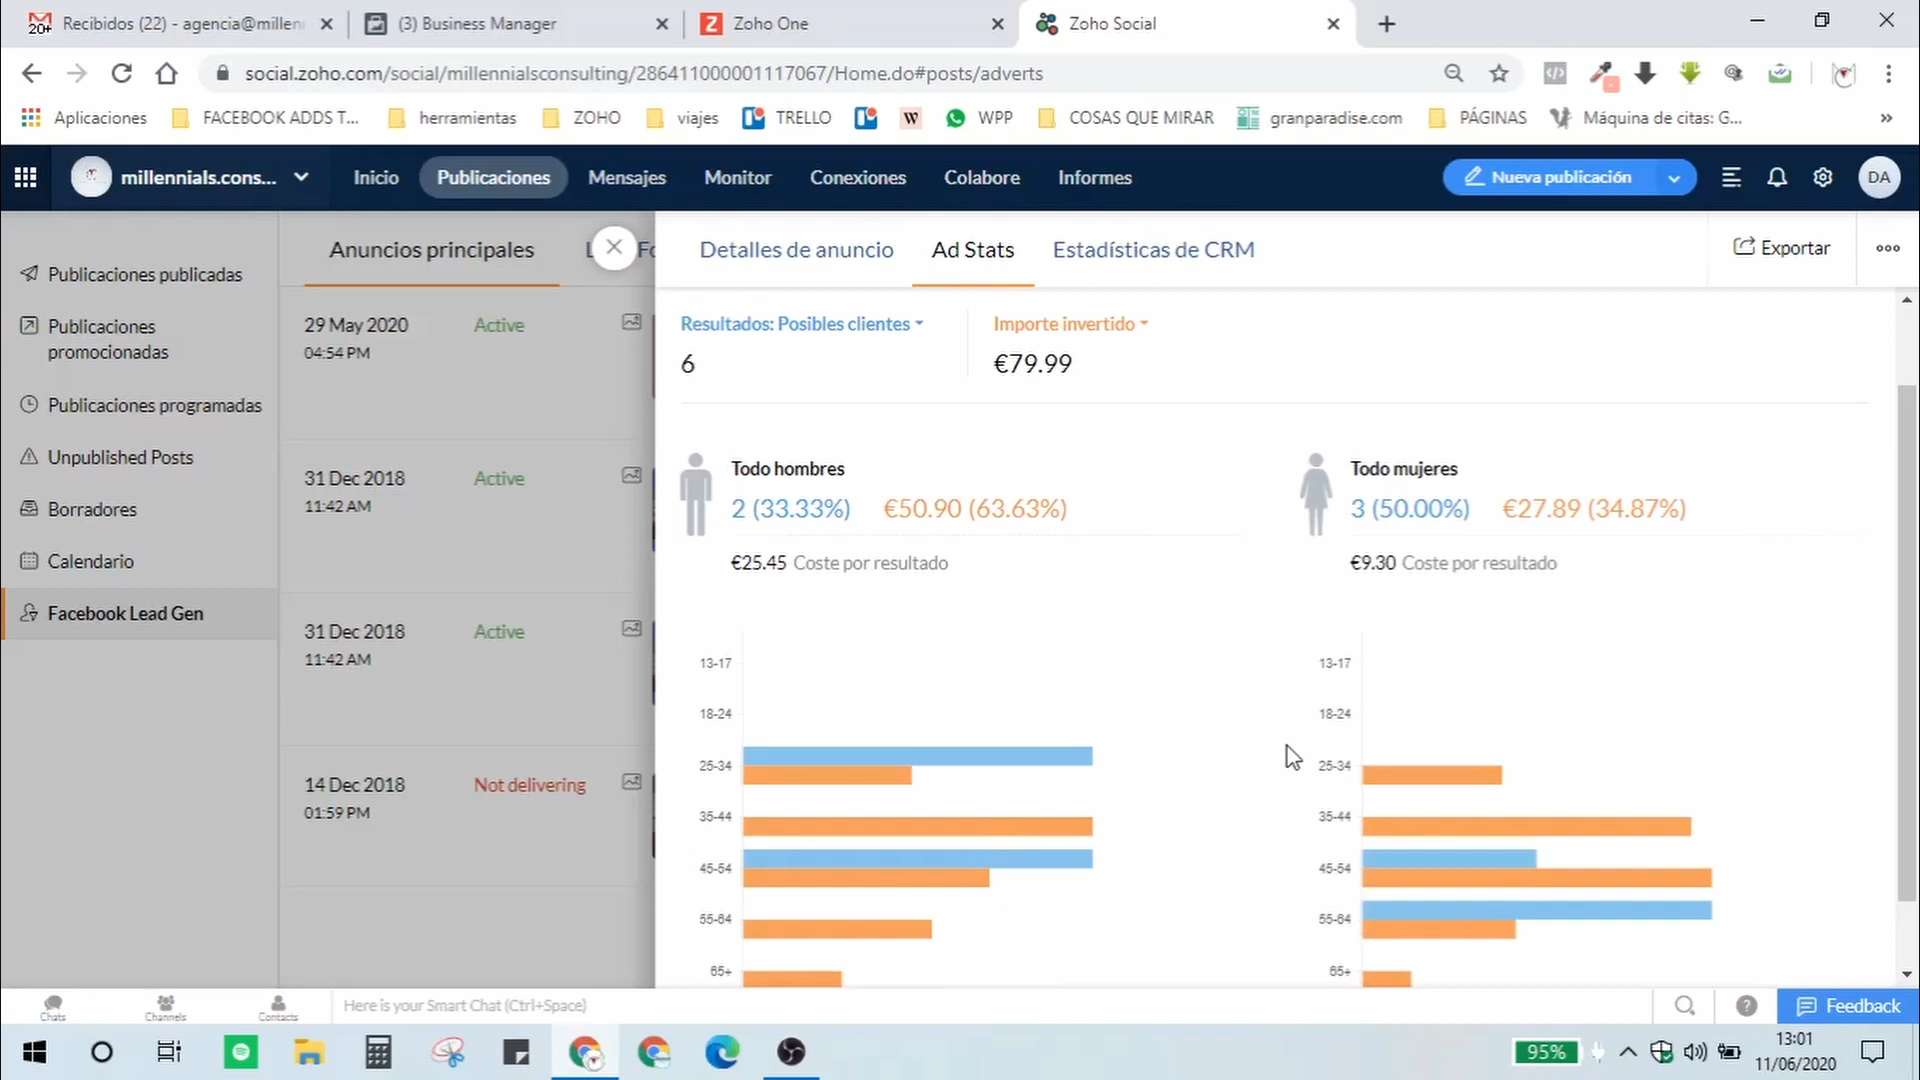 Recibidos (22) - agencia@millenn
(3) Business Manager
Zoho One
Zoho Social
social.zoho.com/social/millennialsconsulting/286411000001117067/Home.do#posts/adverts
Aplicaciones
FACEBOOK ADDS T...
herramientas
ZOHO
viajes
TRELLO
WPP
COSAS QUE MIRAR
granparadise.com
PÁGINAS
Máquina de citas: G...
»
millennials.cons...
Inicio
Publicaciones
Mensajes
Monitor
Conexiones
Colabore
Informes
Nueva publicación
DA
Publicaciones publicadas
Publicaciones
promocionadas
Publicaciones programadas
Unpublished Posts
Borradores
Calendario
Facebook Lead Gen
Anuncios principales
29 May 2020 Active
04:54 PM
31 Dec 2018 Active
11:42 AM
31 Dec 2018 Active
11:42 AM
14 Dec 2018 Not delivering
01:59 PM
Detalles de anuncio
Ad Stats
Estadísticas de CRM
Exportar
Resultados: Posibles clientes
6
Importe invertido
€79.99
Todo hombres
2 (33.33%) €50.90 (63.63%)
€25.45 Coste por resultado
13-17
18-24
25-34
35-44
45-54
55-64
65+
Todo mujeres
3 (50.00%) €27.89 (34.87%)
€9.30 Coste por resultado
13-17
18-24
25-34
35-44
45-54
55-64
65+
Chats
Channels
Contacts
Here is your Smart Chat (Ctrl+Space)
Feedback
95%
13:01
11/06/2020